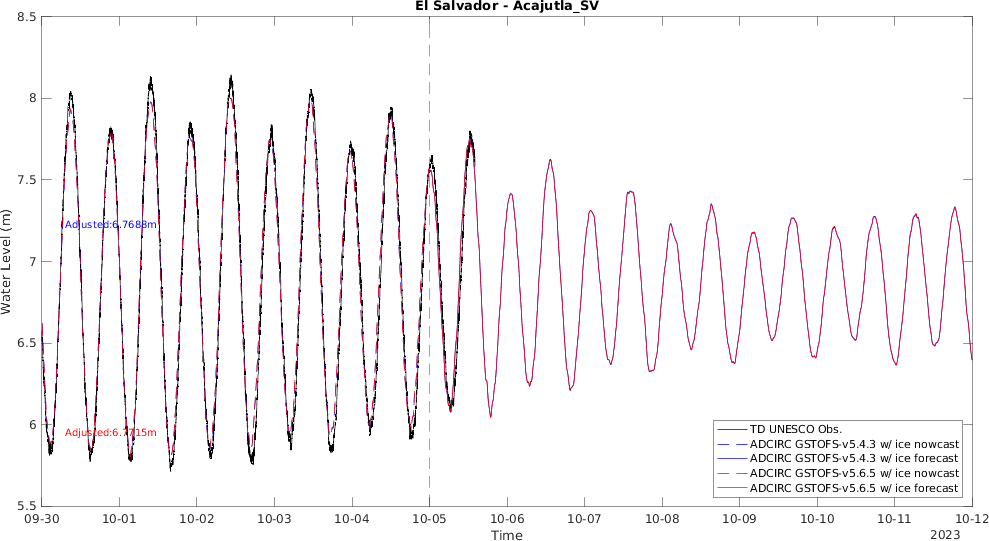 El Salvador - Acajutla_SV
8.5
8
7.5
7
6.5
6
5.5
Water Level (m)
Adjusted:6.7688m
Adjusted:6.7715m
TD UNESCO Obs.
ADCIRC GSTOFS-v5.4.3 w/ ice nowcast
ADCIRC GSTOFS-v5.4.3 w/ ice forecast
ADCIRC GSTOFS-v5.6.5 w/ ice nowcast
ADCIRC GSTOFS-v5.6.5 w/ ice forecast
09-30 10-01 10-02 10-03 10-04 10-05 10-06 10-07 10-08 10-09 10-10 10-11 10-12
Time
2023